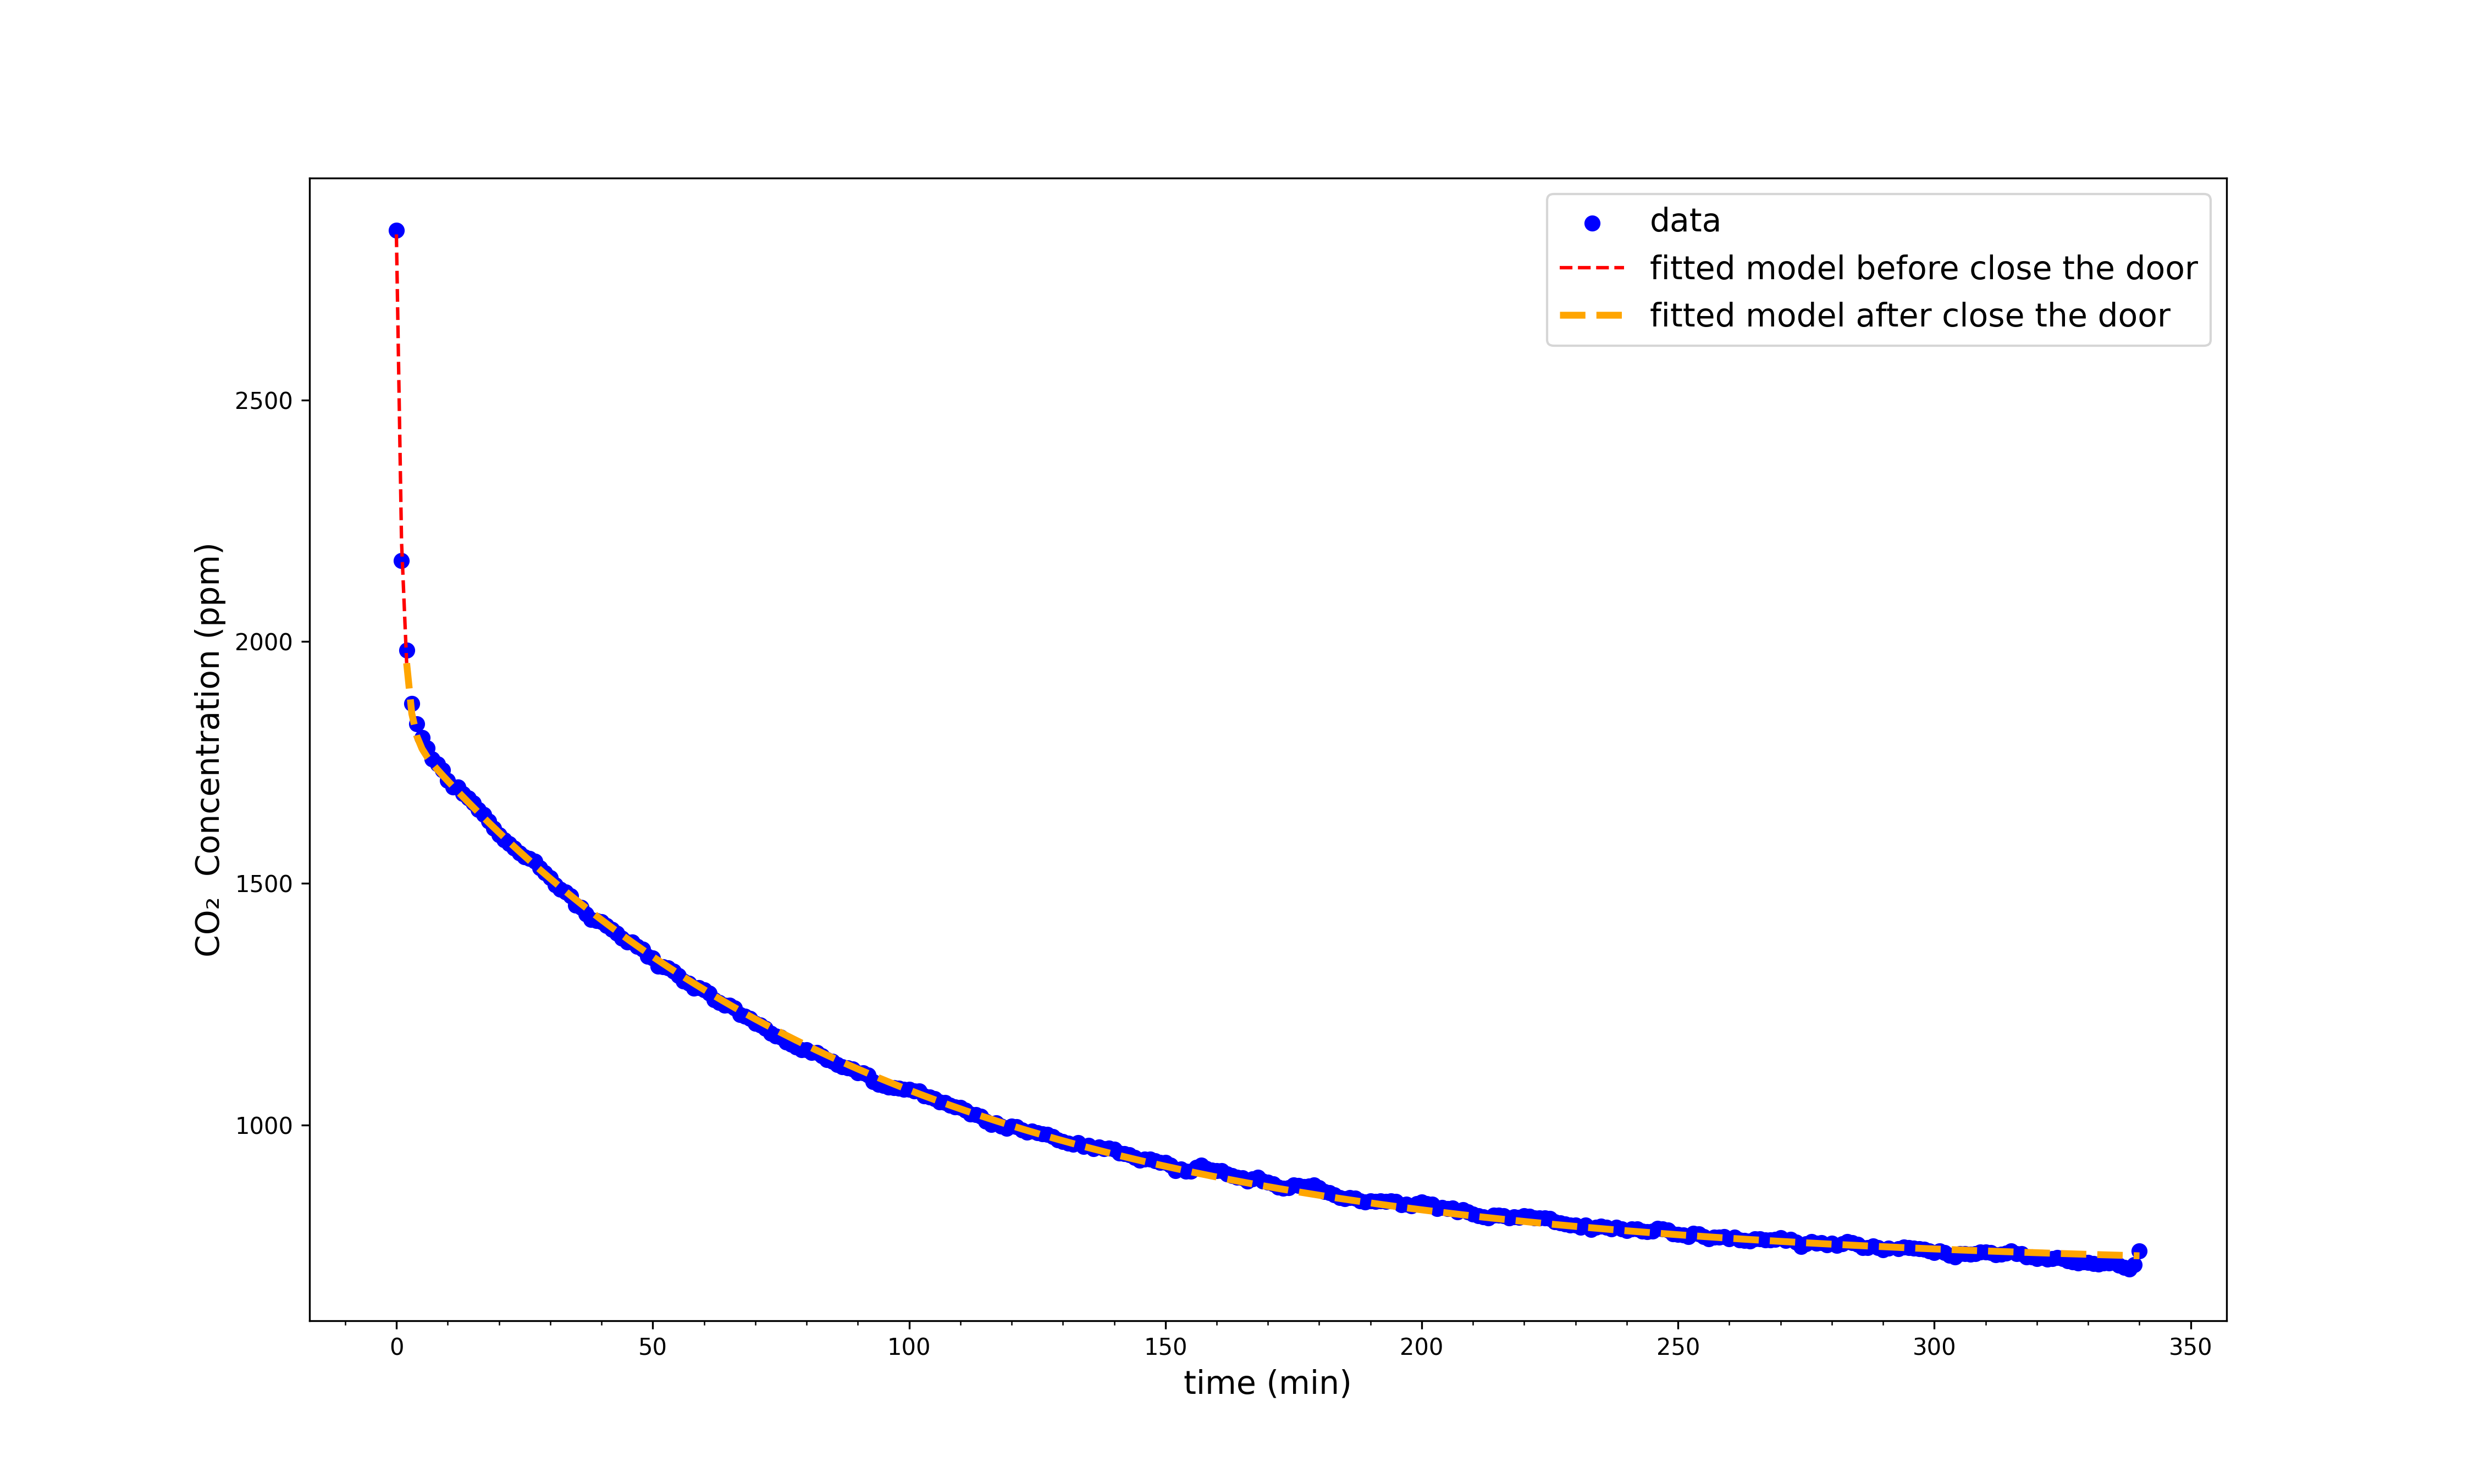 data
fitted model before close the door
fitted model after close the door
2500
2000
1500
1000
CO₂  Concentration (ppm)
0 50 100 150 200 250 300 350
time (min)